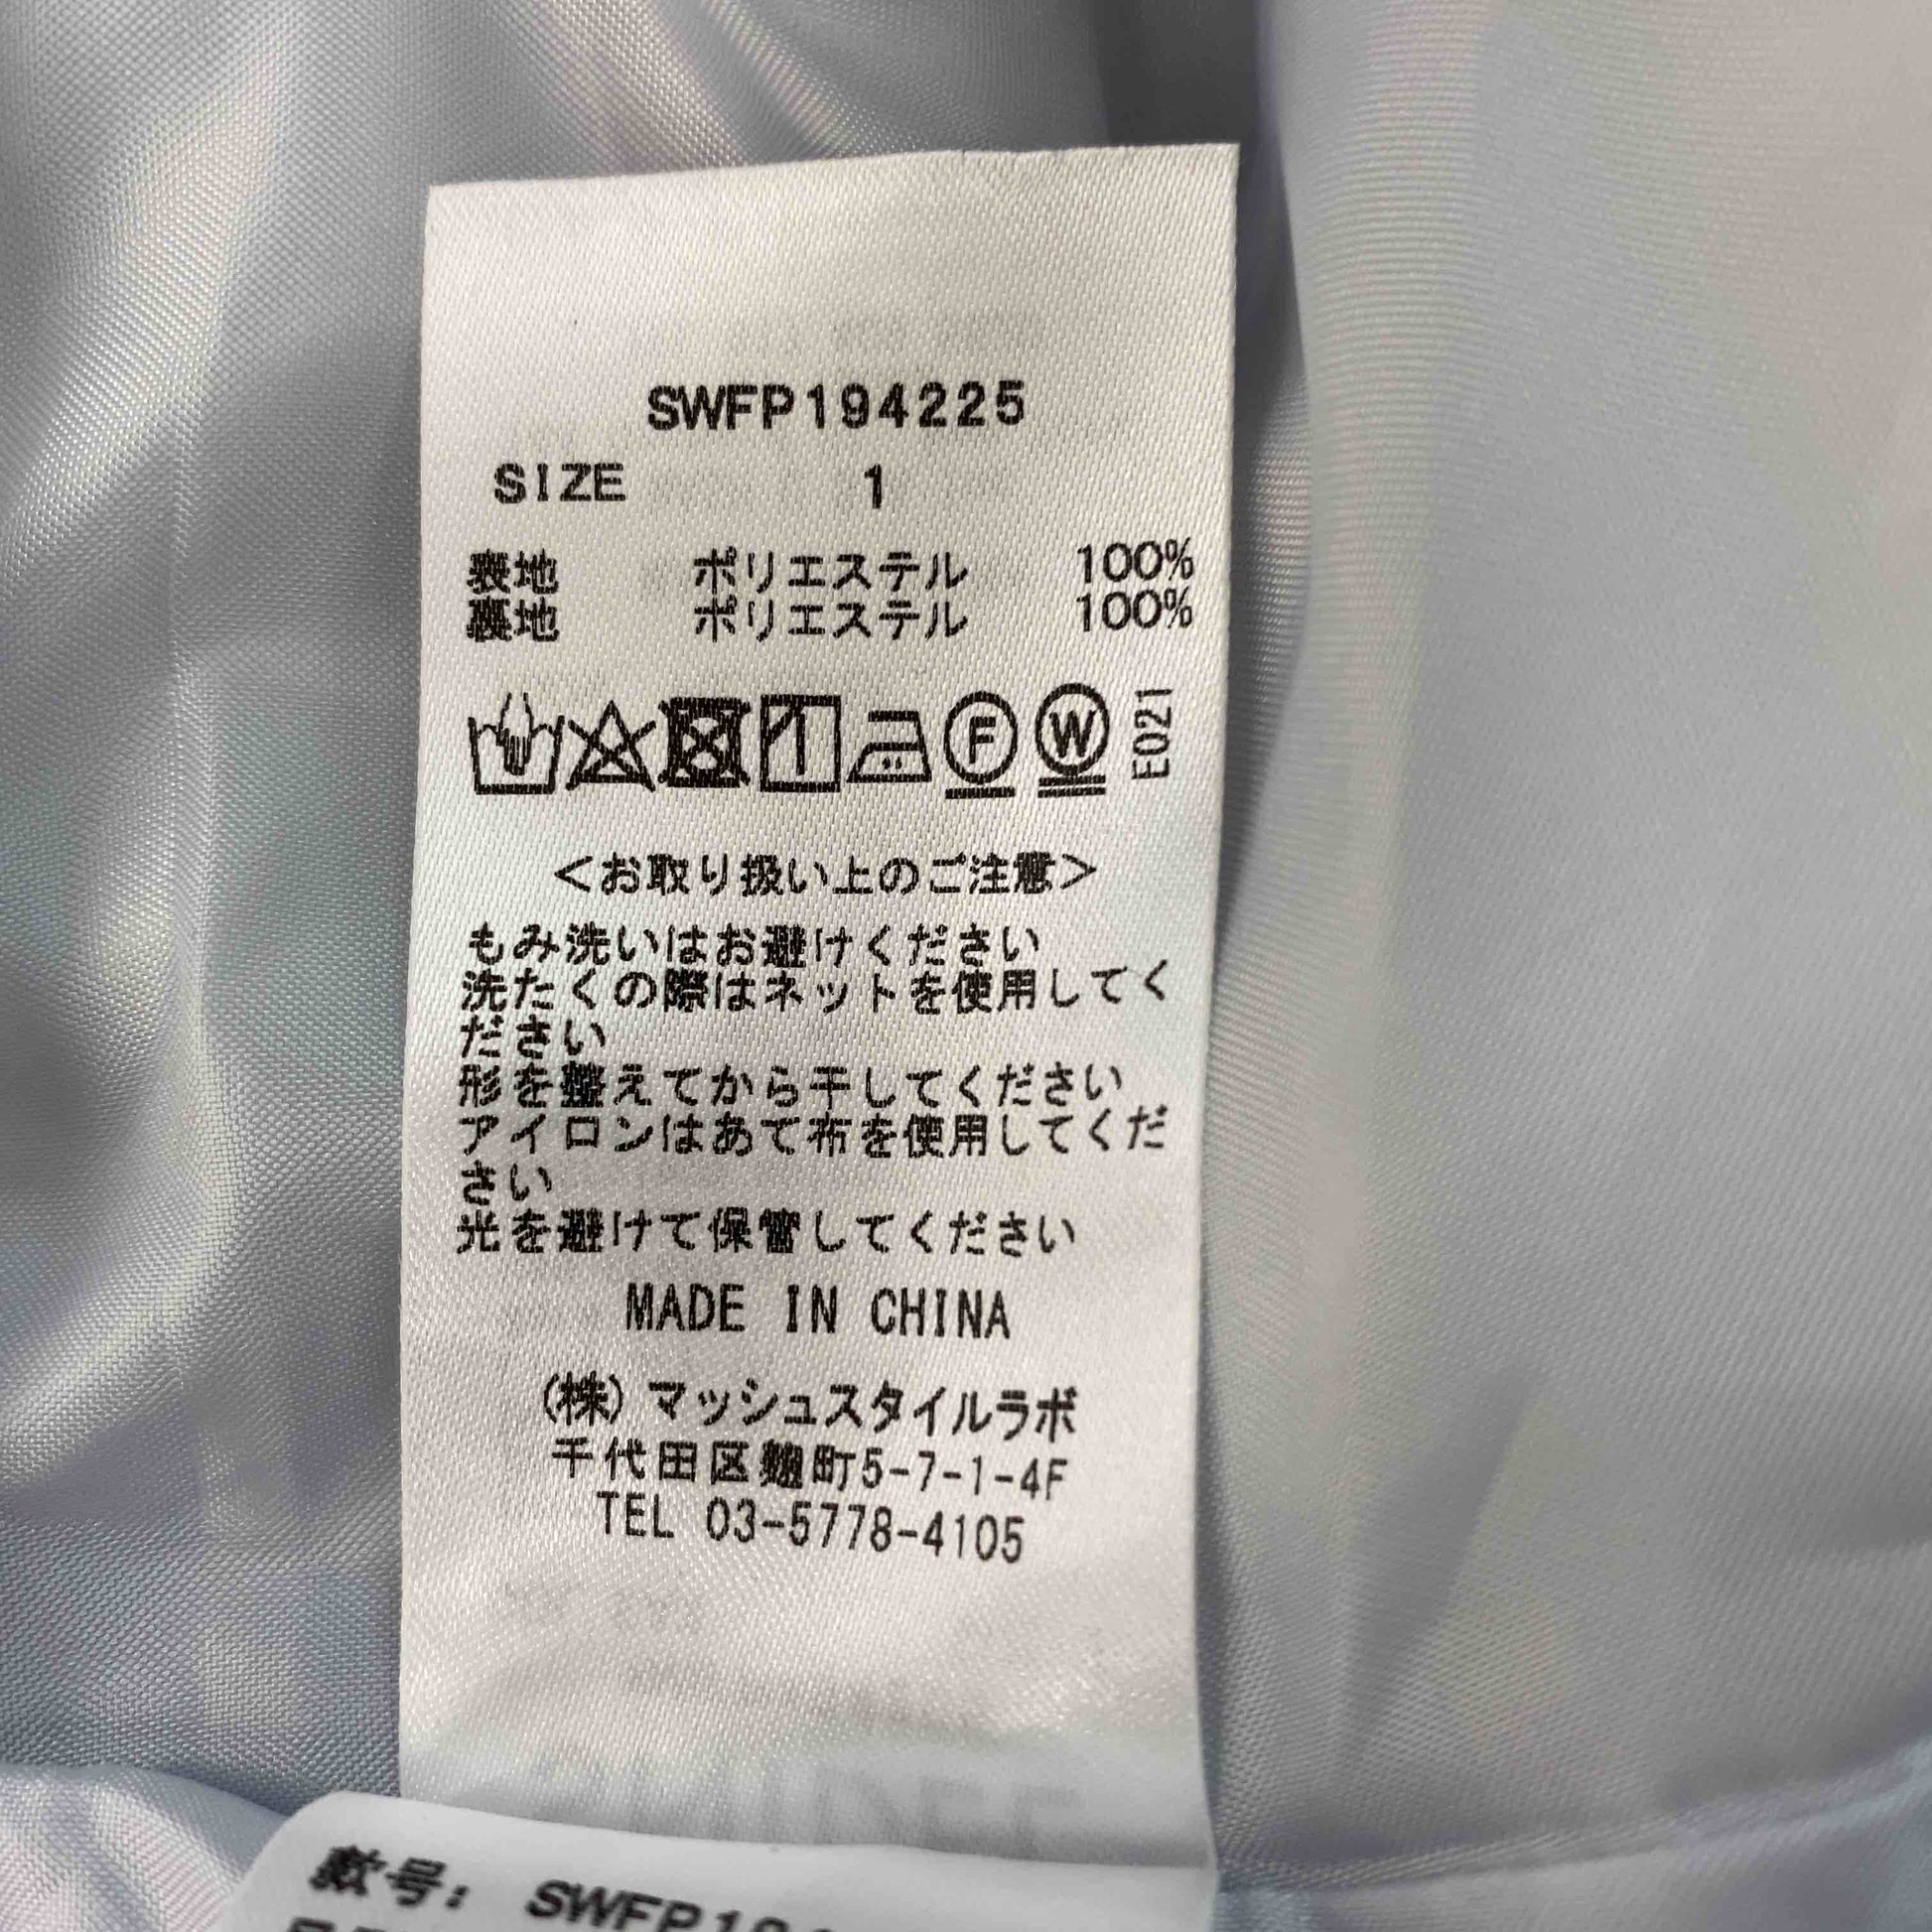 SWFP194225
SIZE 1
表地 ポリエステル 100%
裏地 ポリエステル 100%
F W E021
<お取り扱い上のご注意>
もみ洗いはお避けください
洗たくの際はネットを使用してく
ださい
形を整えてから干してください
アイロンはあて布を使用してくだ
さい
光を避けて保管してください
MADE IN CHINA
(株)マッシュスタイルラボ
千代田区麹町5-7-1-4F
TEL 03-5778-4105
款号: SWFP194